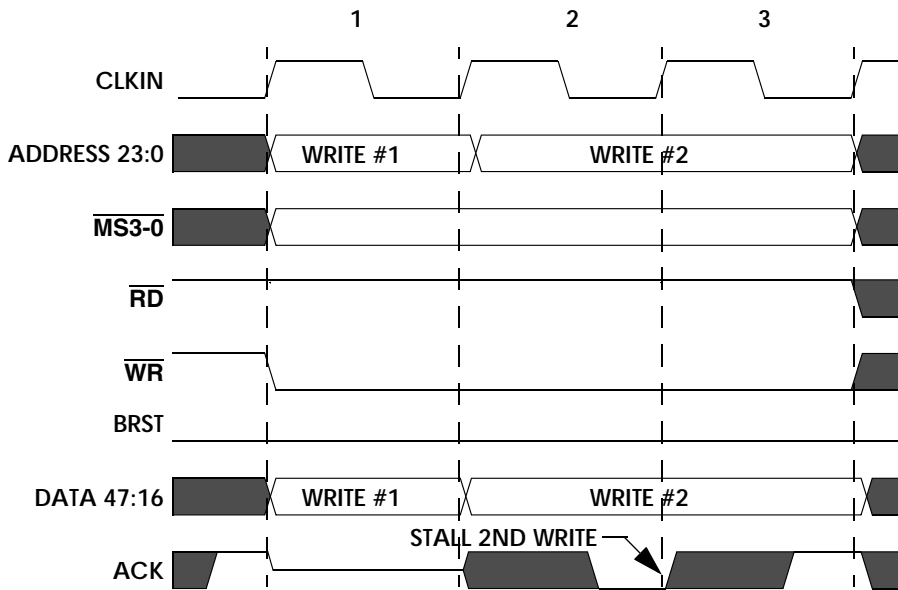 1 2 3
CLKIN
ADDRESS 23:0 WRITE #1 WRITE #2
MS3-0
RD
WR
BRST
DATA 47:16 WRITE #1 WRITE #2
STALL 2ND WRITE
ACK